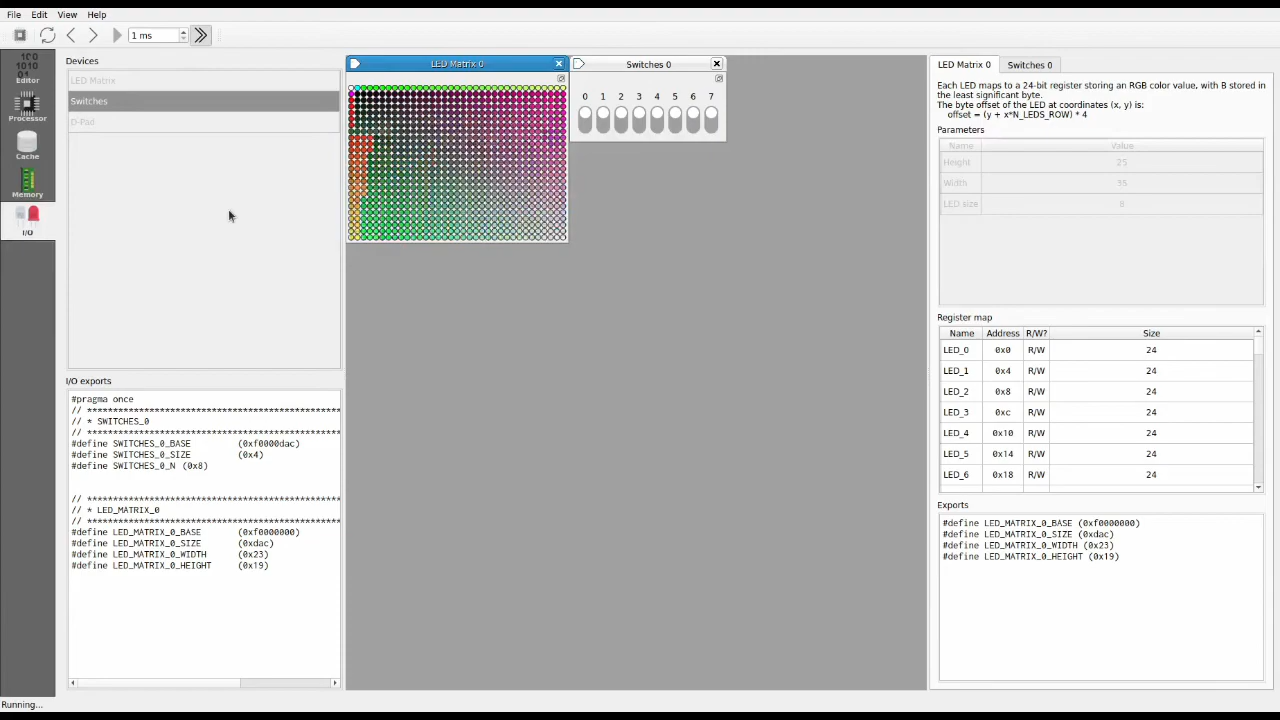 File Edit View Help
1 ms
100
1010
01
Editor
Processor
Cache
Memory
I/O
Devices
LED Matrix
Switches
D-Pad
I/O exports
#pragma once
// * SWITCHES_0
#define SWITCHES_0_BASE (0xf0000dac)
#define SWITCHES_0_SIZE (0x4)
#define SWITCHES_0_N (0x8)
// * LED_MATRIX_0
#define LED_MATRIX_0_BASE (0xf0000000)
#define LED_MATRIX_0_SIZE (0xdac)
#define LED_MATRIX_0_WIDTH (0x23)
#define LED_MATRIX_0_HEIGHT (0x19)
LED Matrix 0
Switches 0
0 1 2 3 4 5 6 7
LED Matrix 0 Switches 0
Each LED maps to a 24-bit register storing an RGB color value, with B stored in
the least significant byte.
The byte offset of the LED at coordinates (x, y) is:
offset = (y + x*N_LEDS_ROW) * 4
Parameters
Name Value
Height 25
Width 35
LED size 8
Register map
Name Address R/W? Size
LED_0 0x0 R/W 24
LED_1 0x4 R/W 24
LED_2 0x8 R/W 24
LED_3 0xc R/W 24
LED_4 0x10 R/W 24
LED_5 0x14 R/W 24
LED_6 0x18 R/W 24
Exports
#define LED_MATRIX_0_BASE (0xf0000000)
#define LED_MATRIX_0_SIZE (0xdac)
#define LED_MATRIX_0_WIDTH (0x23)
#define LED_MATRIX_0_HEIGHT (0x19)
Running...